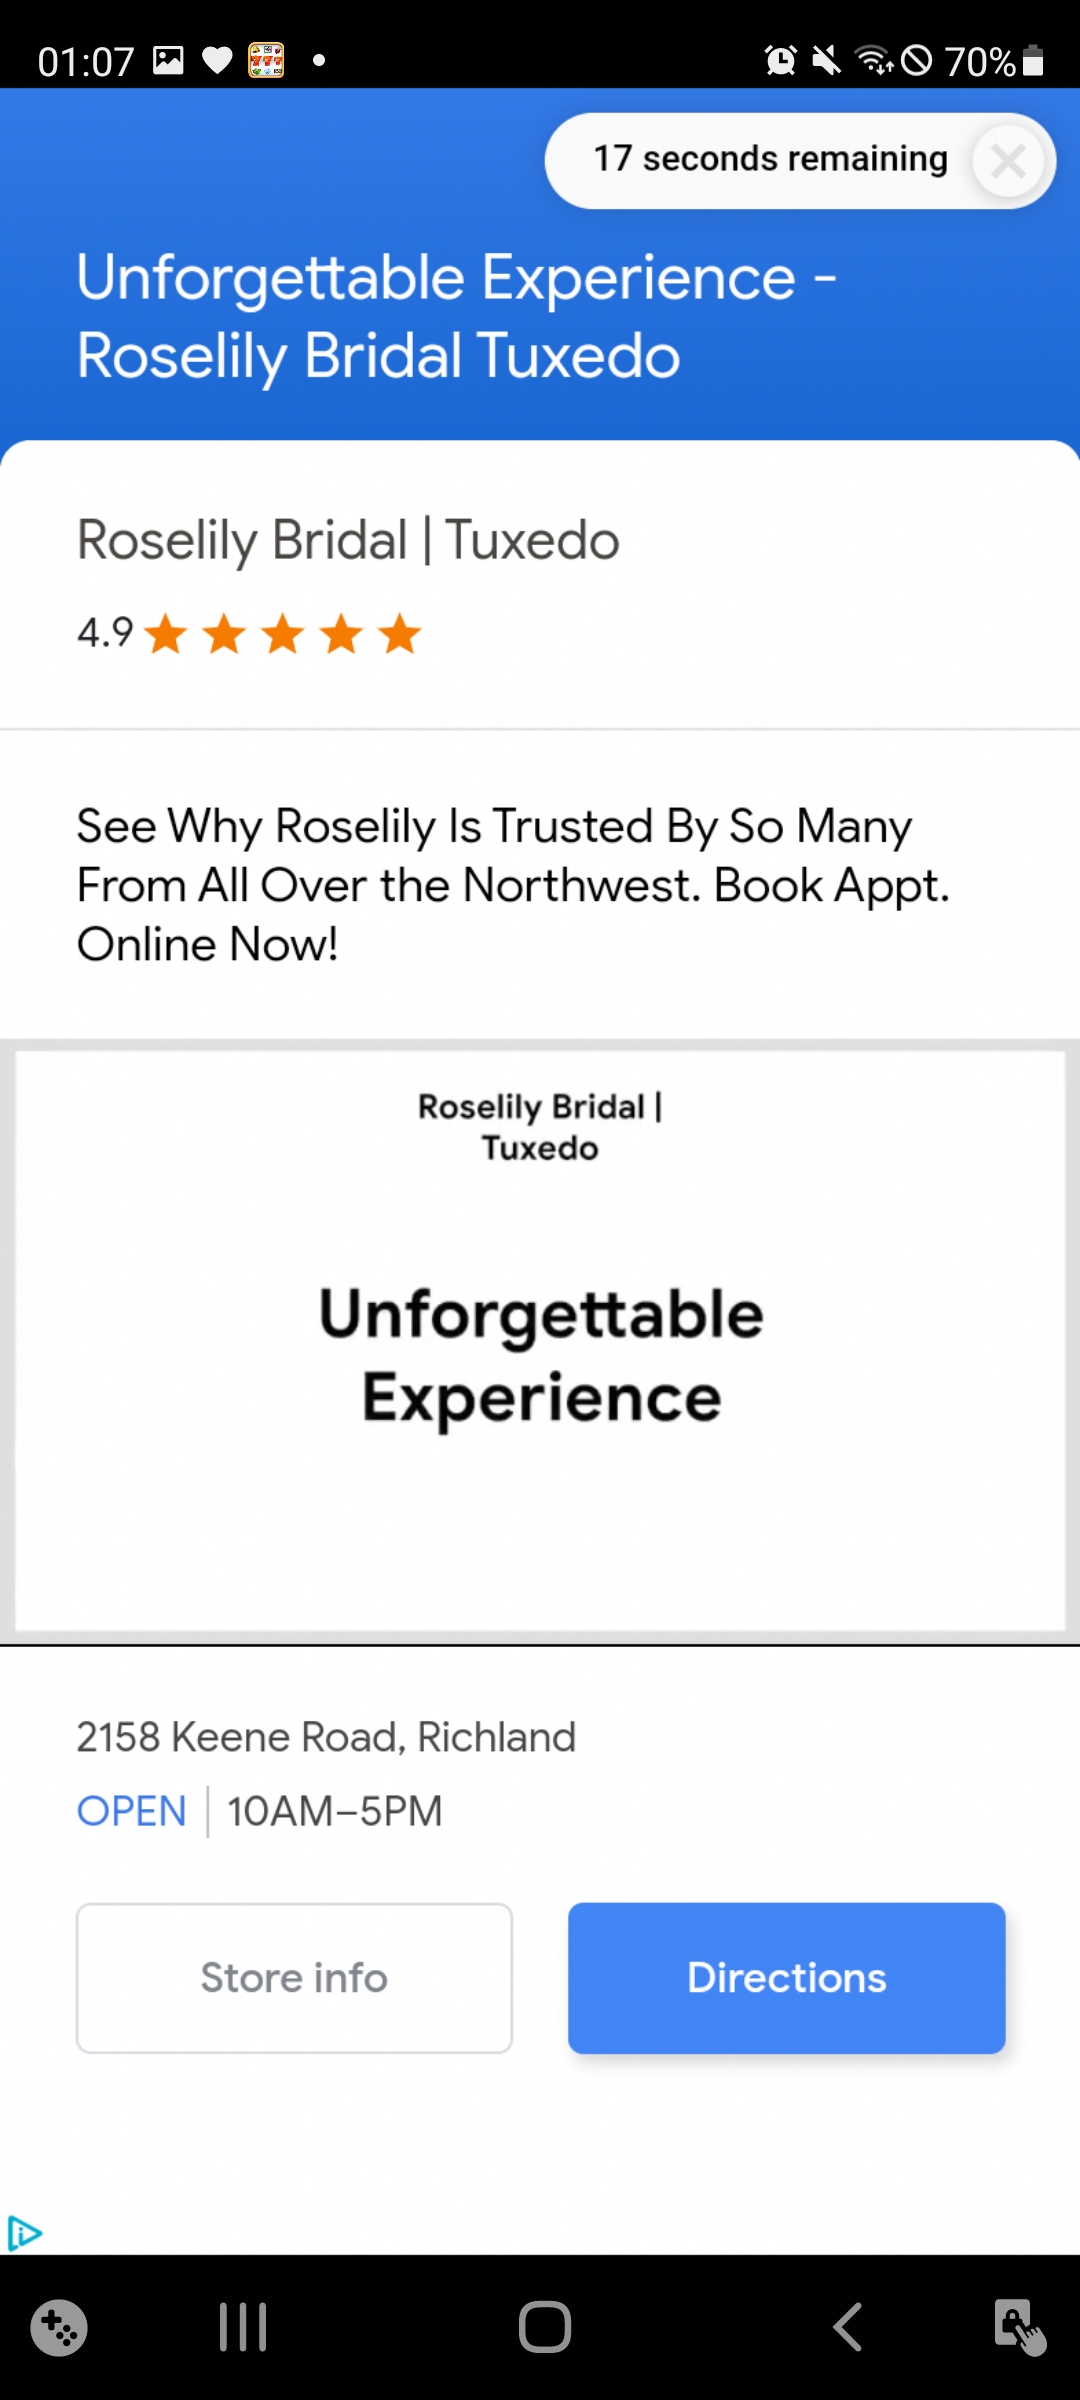 01:07
70%
17 seconds remaining
Unforgettable Experience -
Roselily Bridal Tuxedo
Roselily Bridal | Tuxedo
4.9
See Why Roselily Is Trusted By So Many
From All Over the Northwest. Book Appt.
Online Now!
Roselily Bridal |
Tuxedo
Unforgettable
Experience
2158 Keene Road, Richland
OPEN | 10AM–5PM
Store info
Directions